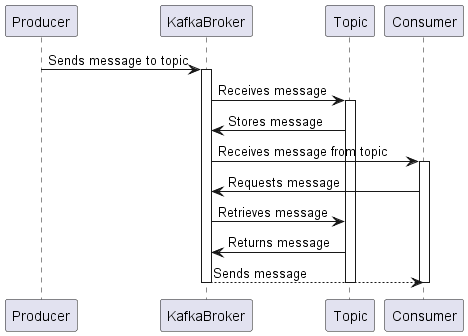 Producer KafkaBroker Topic Consumer
Sends message to topic
Receives message
Stores message
Receives message from topic
Requests message
Retrieves message
Returns message
Sends message
Producer KafkaBroker Topic Consumer